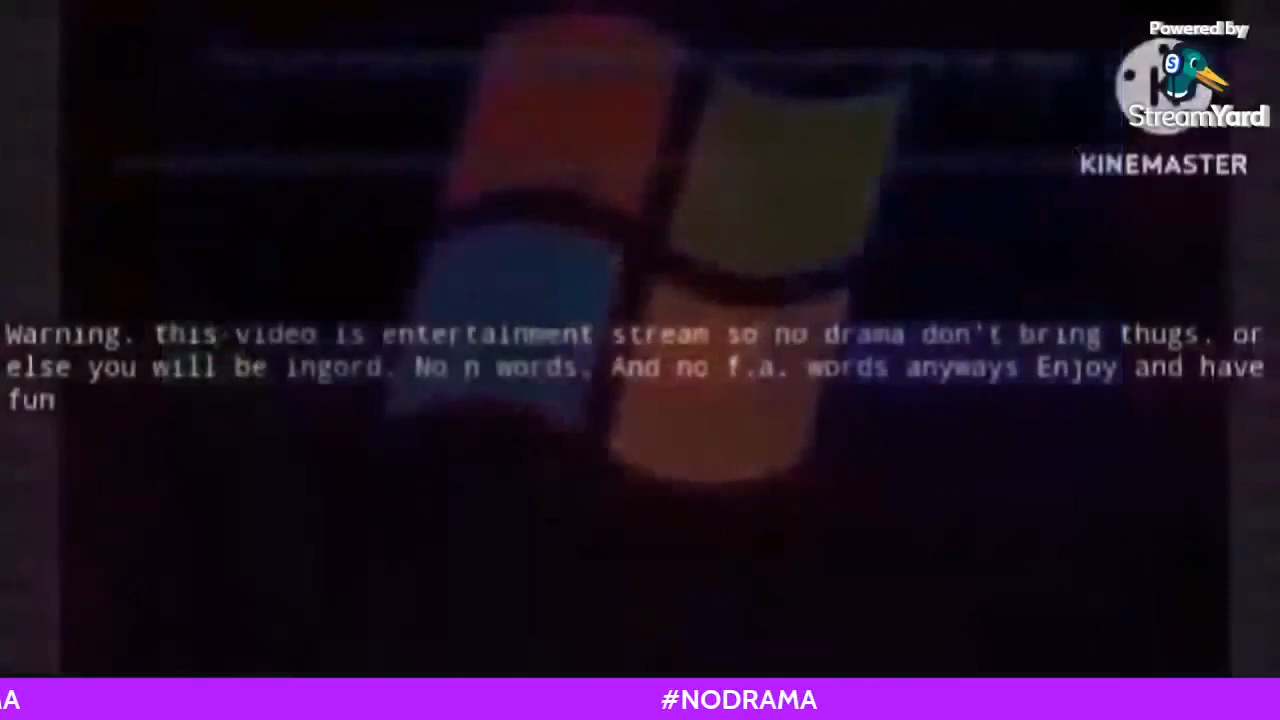 Powered by
StreamYard
KINEMASTER
Warning. this video is entertainment stream so no drama don't bring thugs. or
else you will be ingord. No n words. And no f.a. words anyways Enjoy and have
fun
MA #NODRAMA